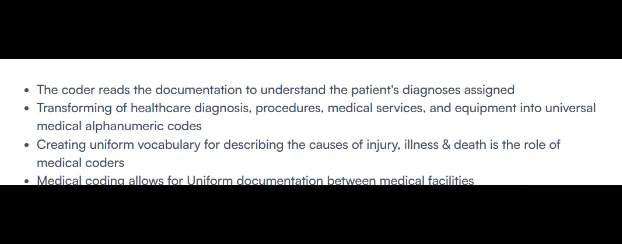 • The coder reads the documentation to understand the patient's diagnoses assigned
• Transforming of healthcare diagnosis, procedures, medical services, and equipment into universal
medical alphanumeric codes
• Creating uniform vocabulary for describing the causes of injury, illness & death is the role of
medical coders
• Medical coding allows for Uniform documentation between medical facilities